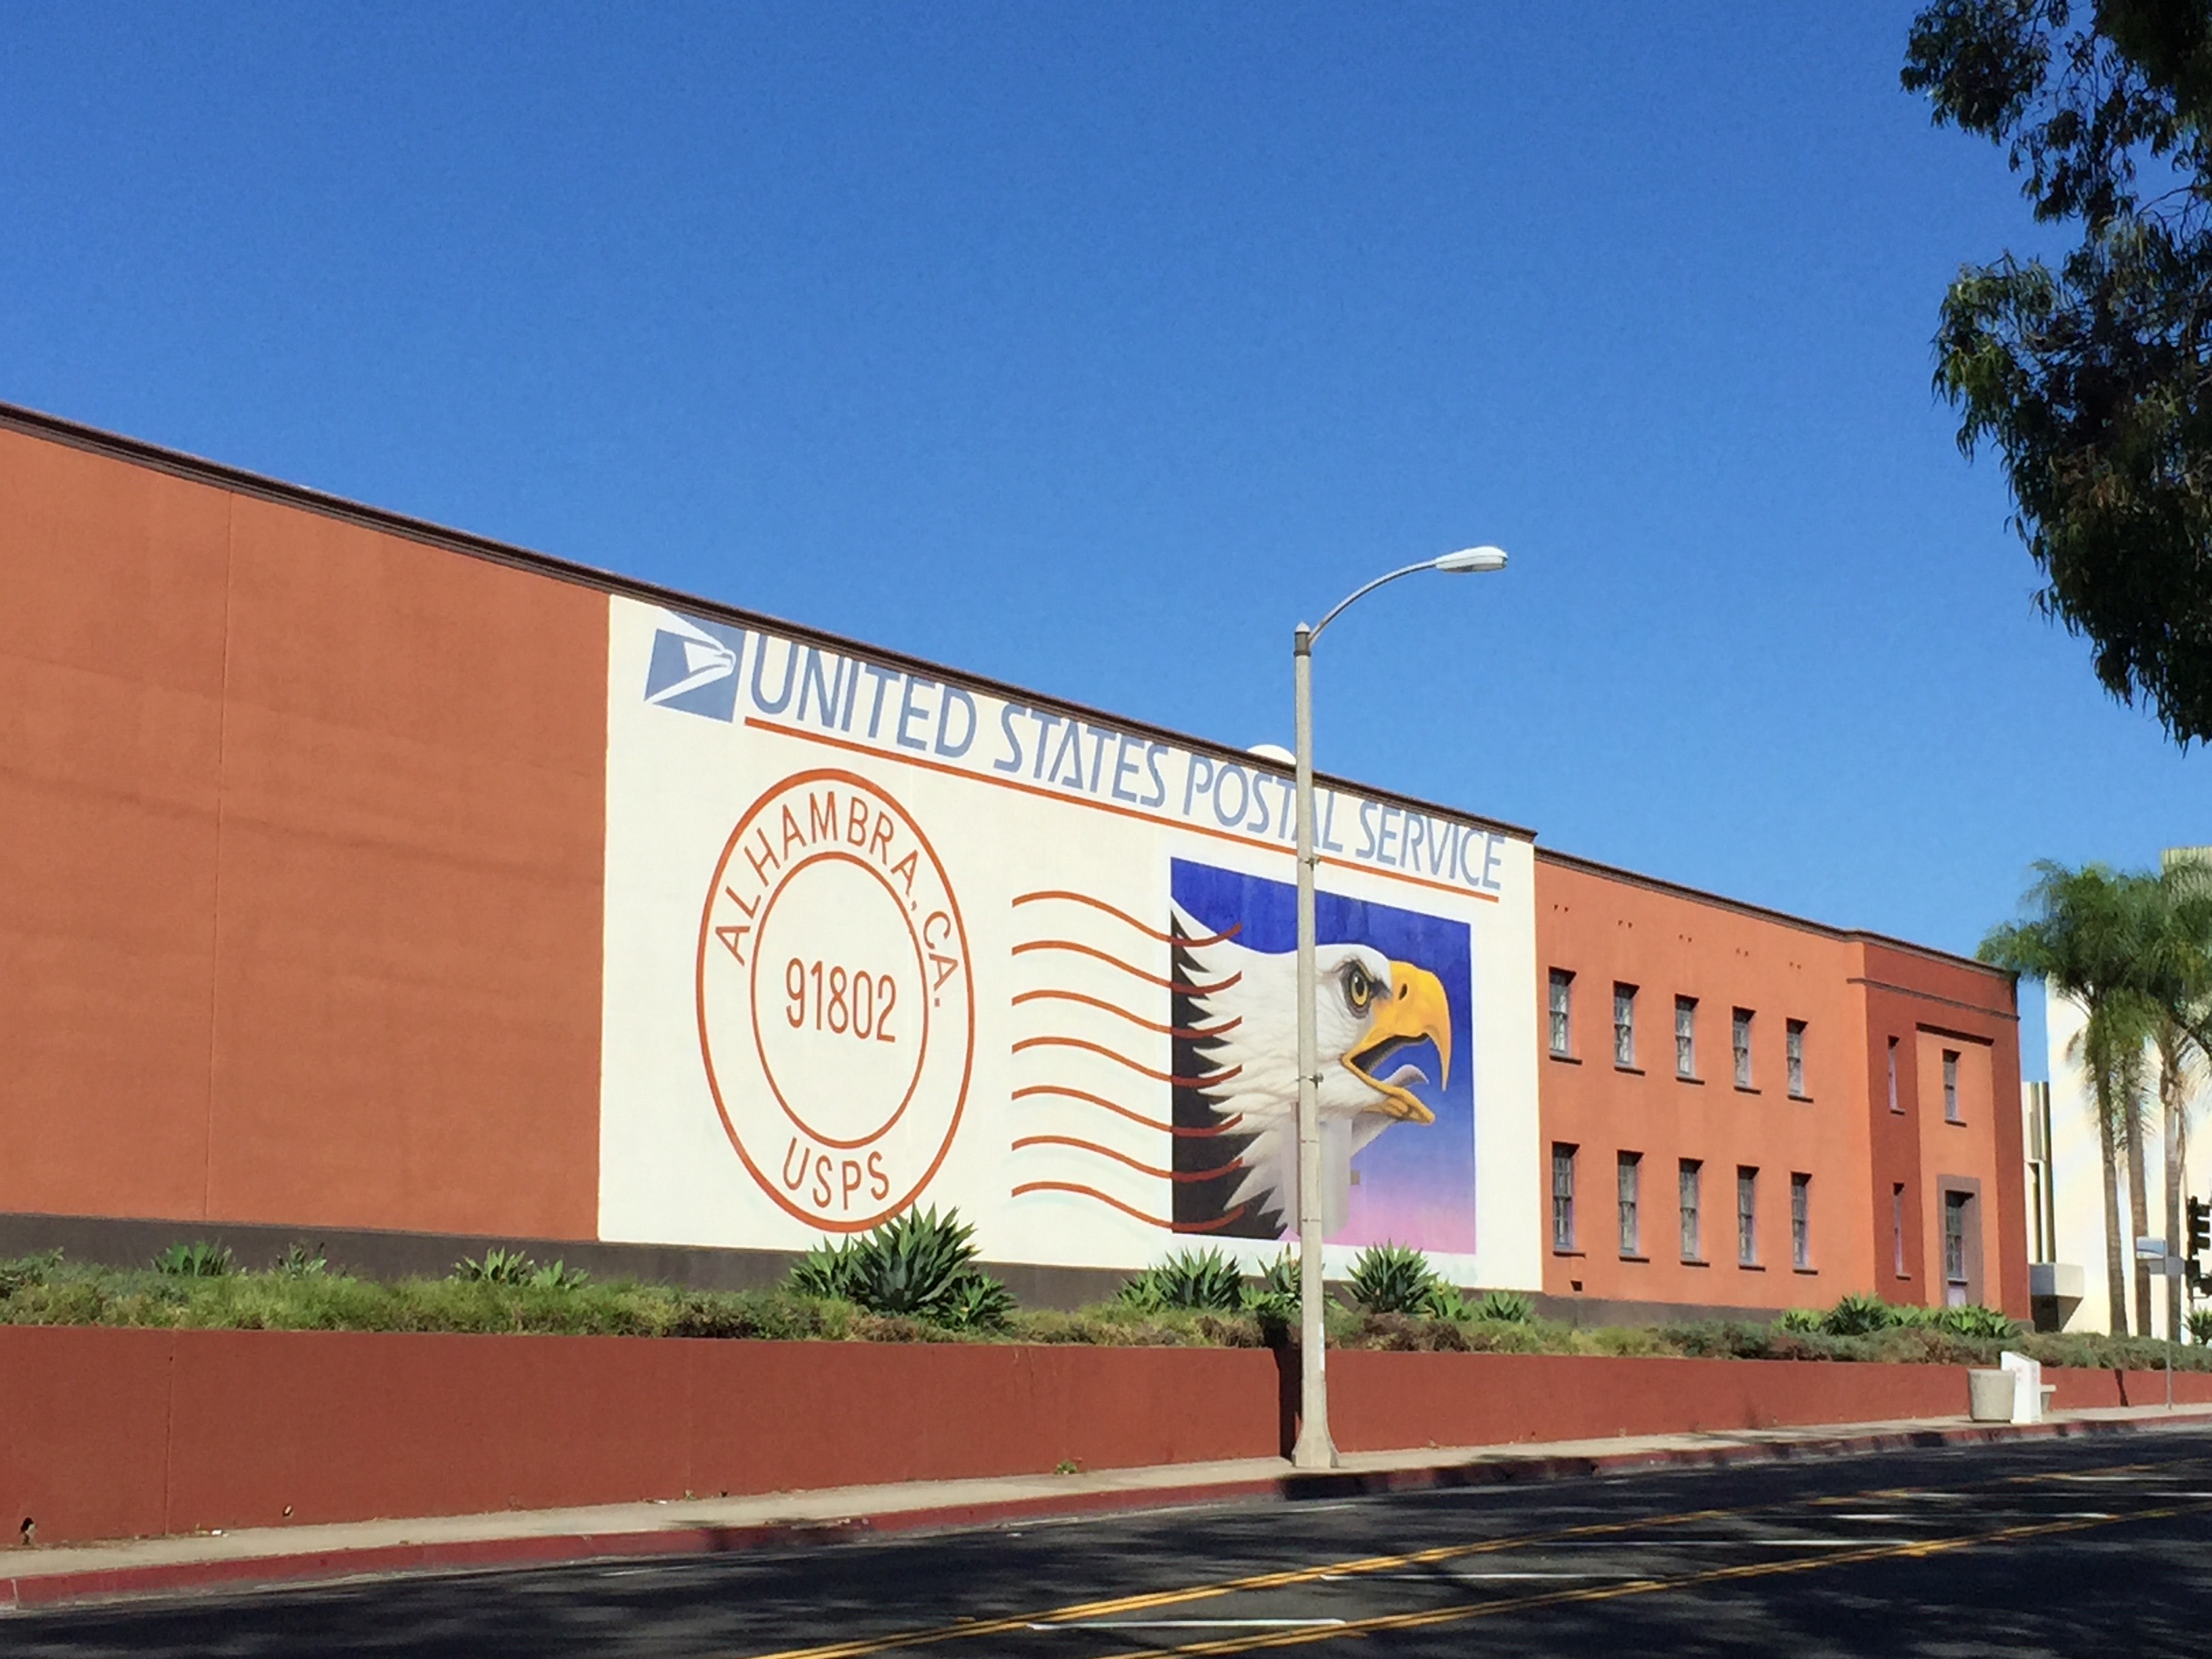 UNITED STATES POSTAL SERVICE
ALHAMBRA, CA.
91802
USPS